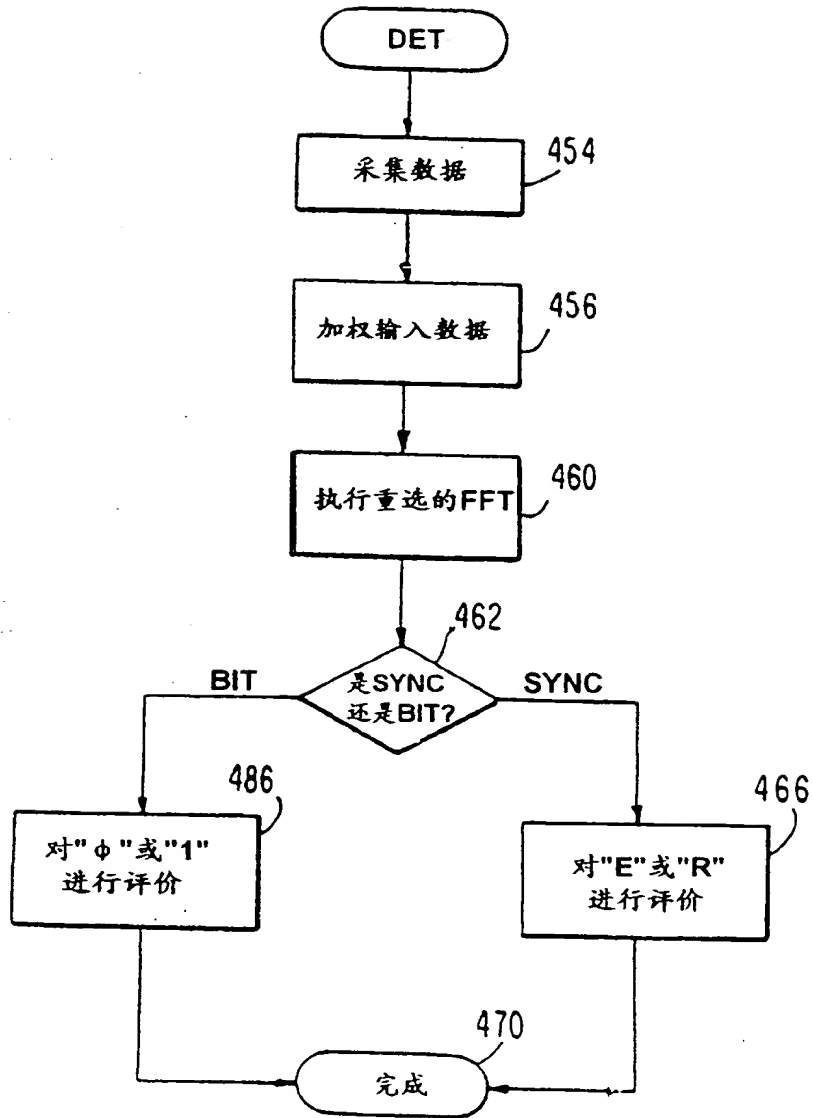 DET
采集数据
454
加权输入数据
456
执行重选的FFT
460
462
是SYNC
还是BIT?
BIT
SYNC
486
对"φ"或"1"
进行评价
466
对"E"或"R"
进行评价
470
完成